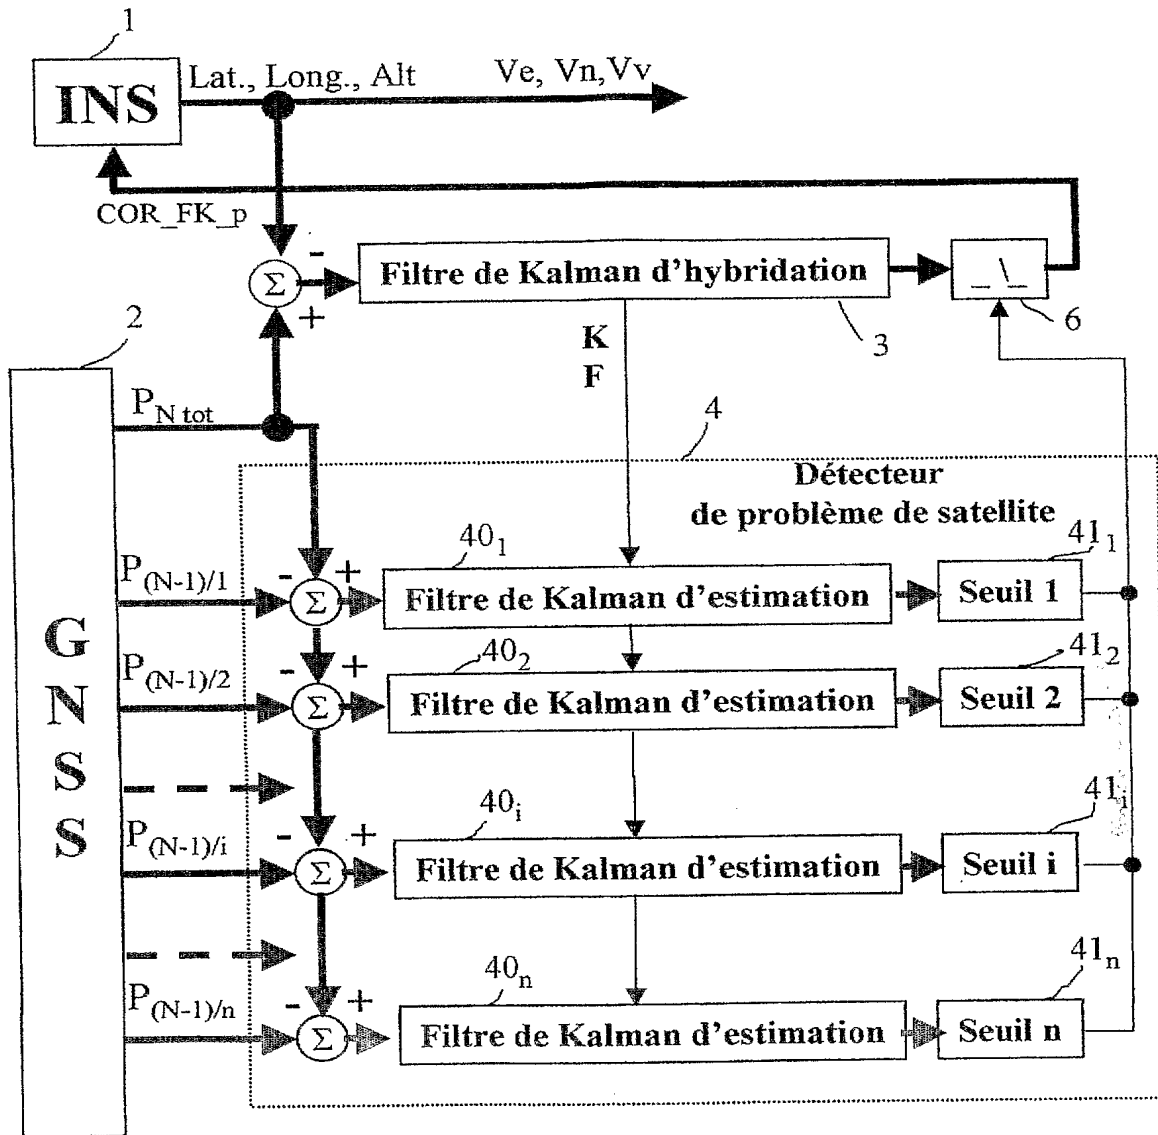 1
INS
Lat., Long., Alt
Ve, Vn,Vv
COR_FK_p
-
Σ
+
Filtre de Kalman d'hybridation
_\_
3
6
2
K
F
P_{N tot}
4
Détecteur
de problème de satellite
GNSS
P_{(N-1)/1}
-
+
Σ
40_1
Filtre de Kalman d'estimation
41_1
Seuil 1
P_{(N-1)/2}
-
+
Σ
40_2
Filtre de Kalman d'estimation
41_2
Seuil 2
P_{(N-1)/i}
-
+
Σ
40_i
Filtre de Kalman d'estimation
41_i
Seuil i
P_{(N-1)/n}
-
+
Σ
40_n
Filtre de Kalman d'estimation
41_n
Seuil n